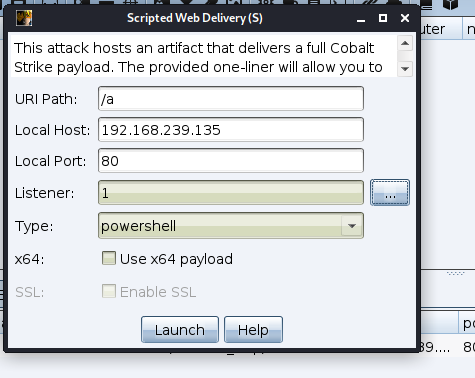 Scripted Web Delivery (S)
uter
n
This attack hosts an artifact that delivers a full Cobalt
Strike payload. The provided one-liner will allow you to
URI Path:
/a
Local Host:
192.168.239.135
Local Port:
80
Listener:
1
...
Type:
powershell
x64:
Use x64 payload
SSL:
Enable SSL
Launch
Help
po
39....
80